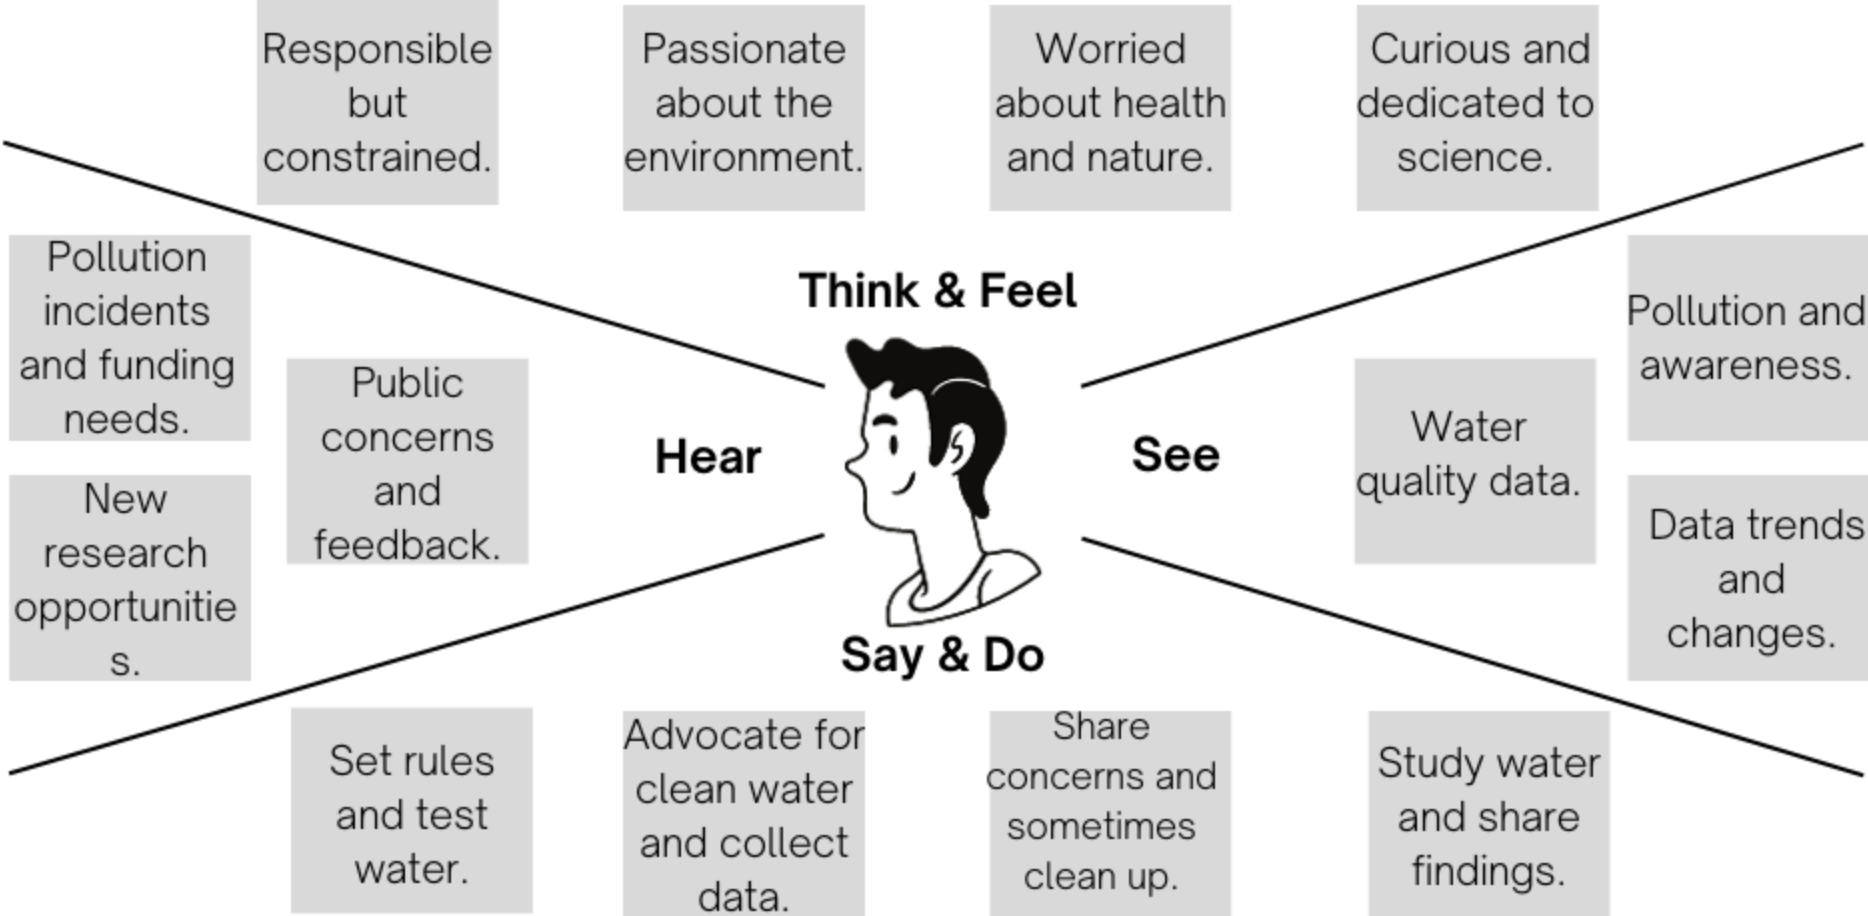 Responsible
but
constrained.
Passionate
about the
environment.
Worried
about health
and nature.
Curious and
dedicated to
science.
Think & Feel
Pollution
incidents
and funding
needs.
Public
concerns
and
feedback.
New
research
opportunitie
s.
Hear
See
Water
quality data.
Pollution and
awareness.
Data trends
and
changes.
Say & Do
Set rules
and test
water.
Advocate for
clean water
and collect
data.
Share
concerns and
sometimes
clean up.
Study water
and share
findings.